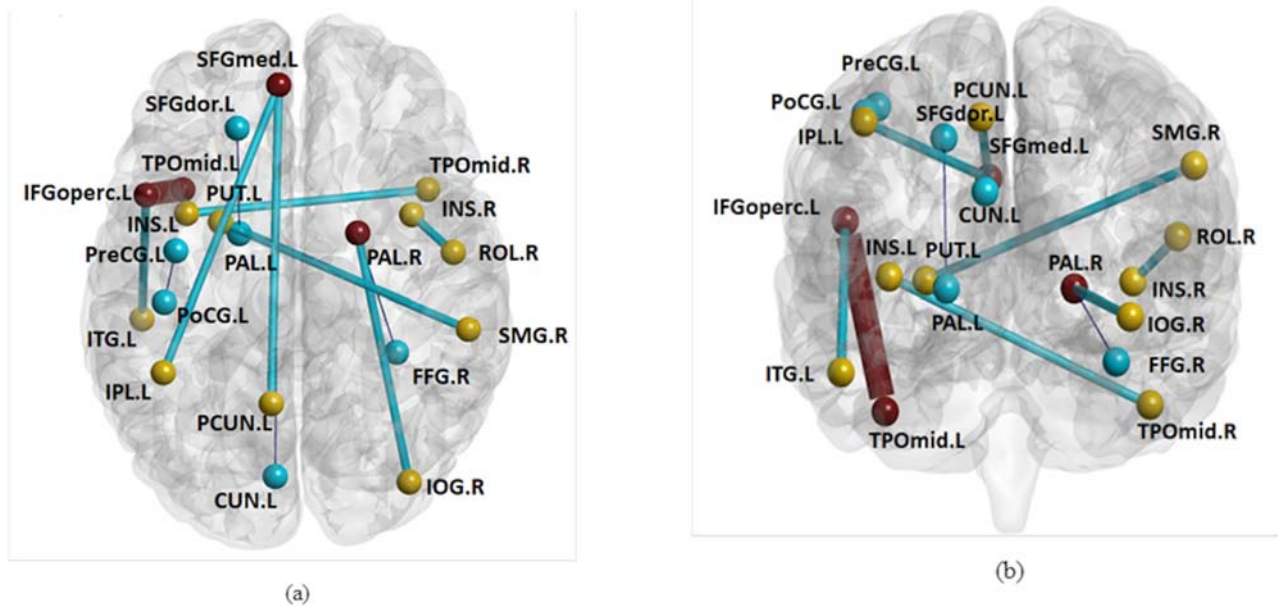 SFGmed.L
SFGdor.L
TPOmid.L
TPOmid.R
IFGoperc.L
PUT.L
INS.L
INS.R
PreCG.L
ROL.R
PAL.L
PAL.R
PoCG.L
ITG.L
SMG.R
IPL.L
FFG.R
PCUN.L
CUN.L
IOG.R
(a)
PreCG.L
PoCG.L
PCUN.L
SFGdor.L
IPL.L
SMG.R
SFGmed.L
IFGoperc.L
CUN.L
INS.L
PUT.L
ROL.R
PAL.R
INS.R
PAL.L
IOG.R
ITG.L
FFG.R
TPOmid.L
TPOmid.R
(b)